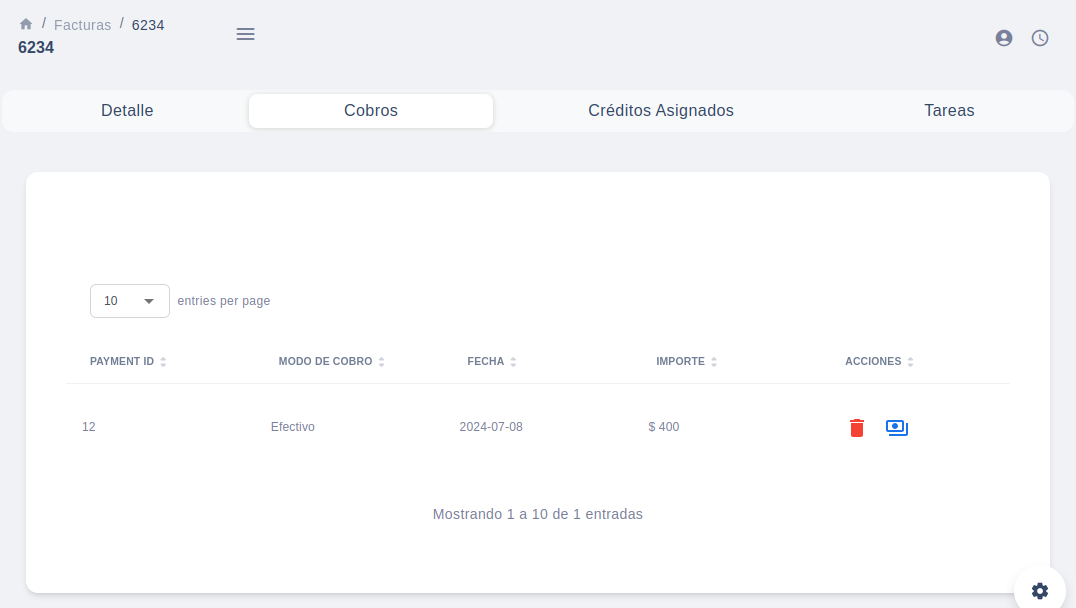 / Facturas / 6234
6234
Detalle Cobros Créditos Asignados Tareas
10 entries per page
PAYMENT ID MODO DE COBRO FECHA IMPORTE ACCIONES
12 Efectivo 2024-07-08 $ 400
Mostrando 1 a 10 de 1 entradas